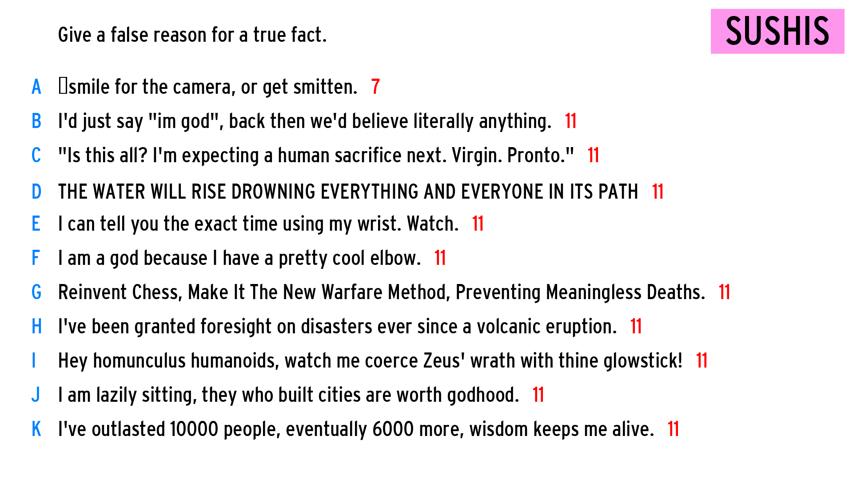 Give a false reason for a true fact.
SUSHIS
A smile for the camera, or get smitten. 7
B I'd just say "im god", back then we'd believe literally anything. 11
C "Is this all? I'm expecting a human sacrifice next. Virgin. Pronto." 11
D THE WATER WILL RISE DROWNING EVERYTHING AND EVERYONE IN ITS PATH 11
E I can tell you the exact time using my wrist. Watch. 11
F I am a god because I have a pretty cool elbow. 11
G Reinvent Chess, Make It The New Warfare Method, Preventing Meaningless Deaths. 11
H I've been granted foresight on disasters ever since a volcanic eruption. 11
I Hey homunculus humanoids, watch me coerce Zeus' wrath with thine glowstick! 11
J I am lazily sitting, they who built cities are worth godhood. 11
K I've outlasted 10000 people, eventually 6000 more, wisdom keeps me alive. 11